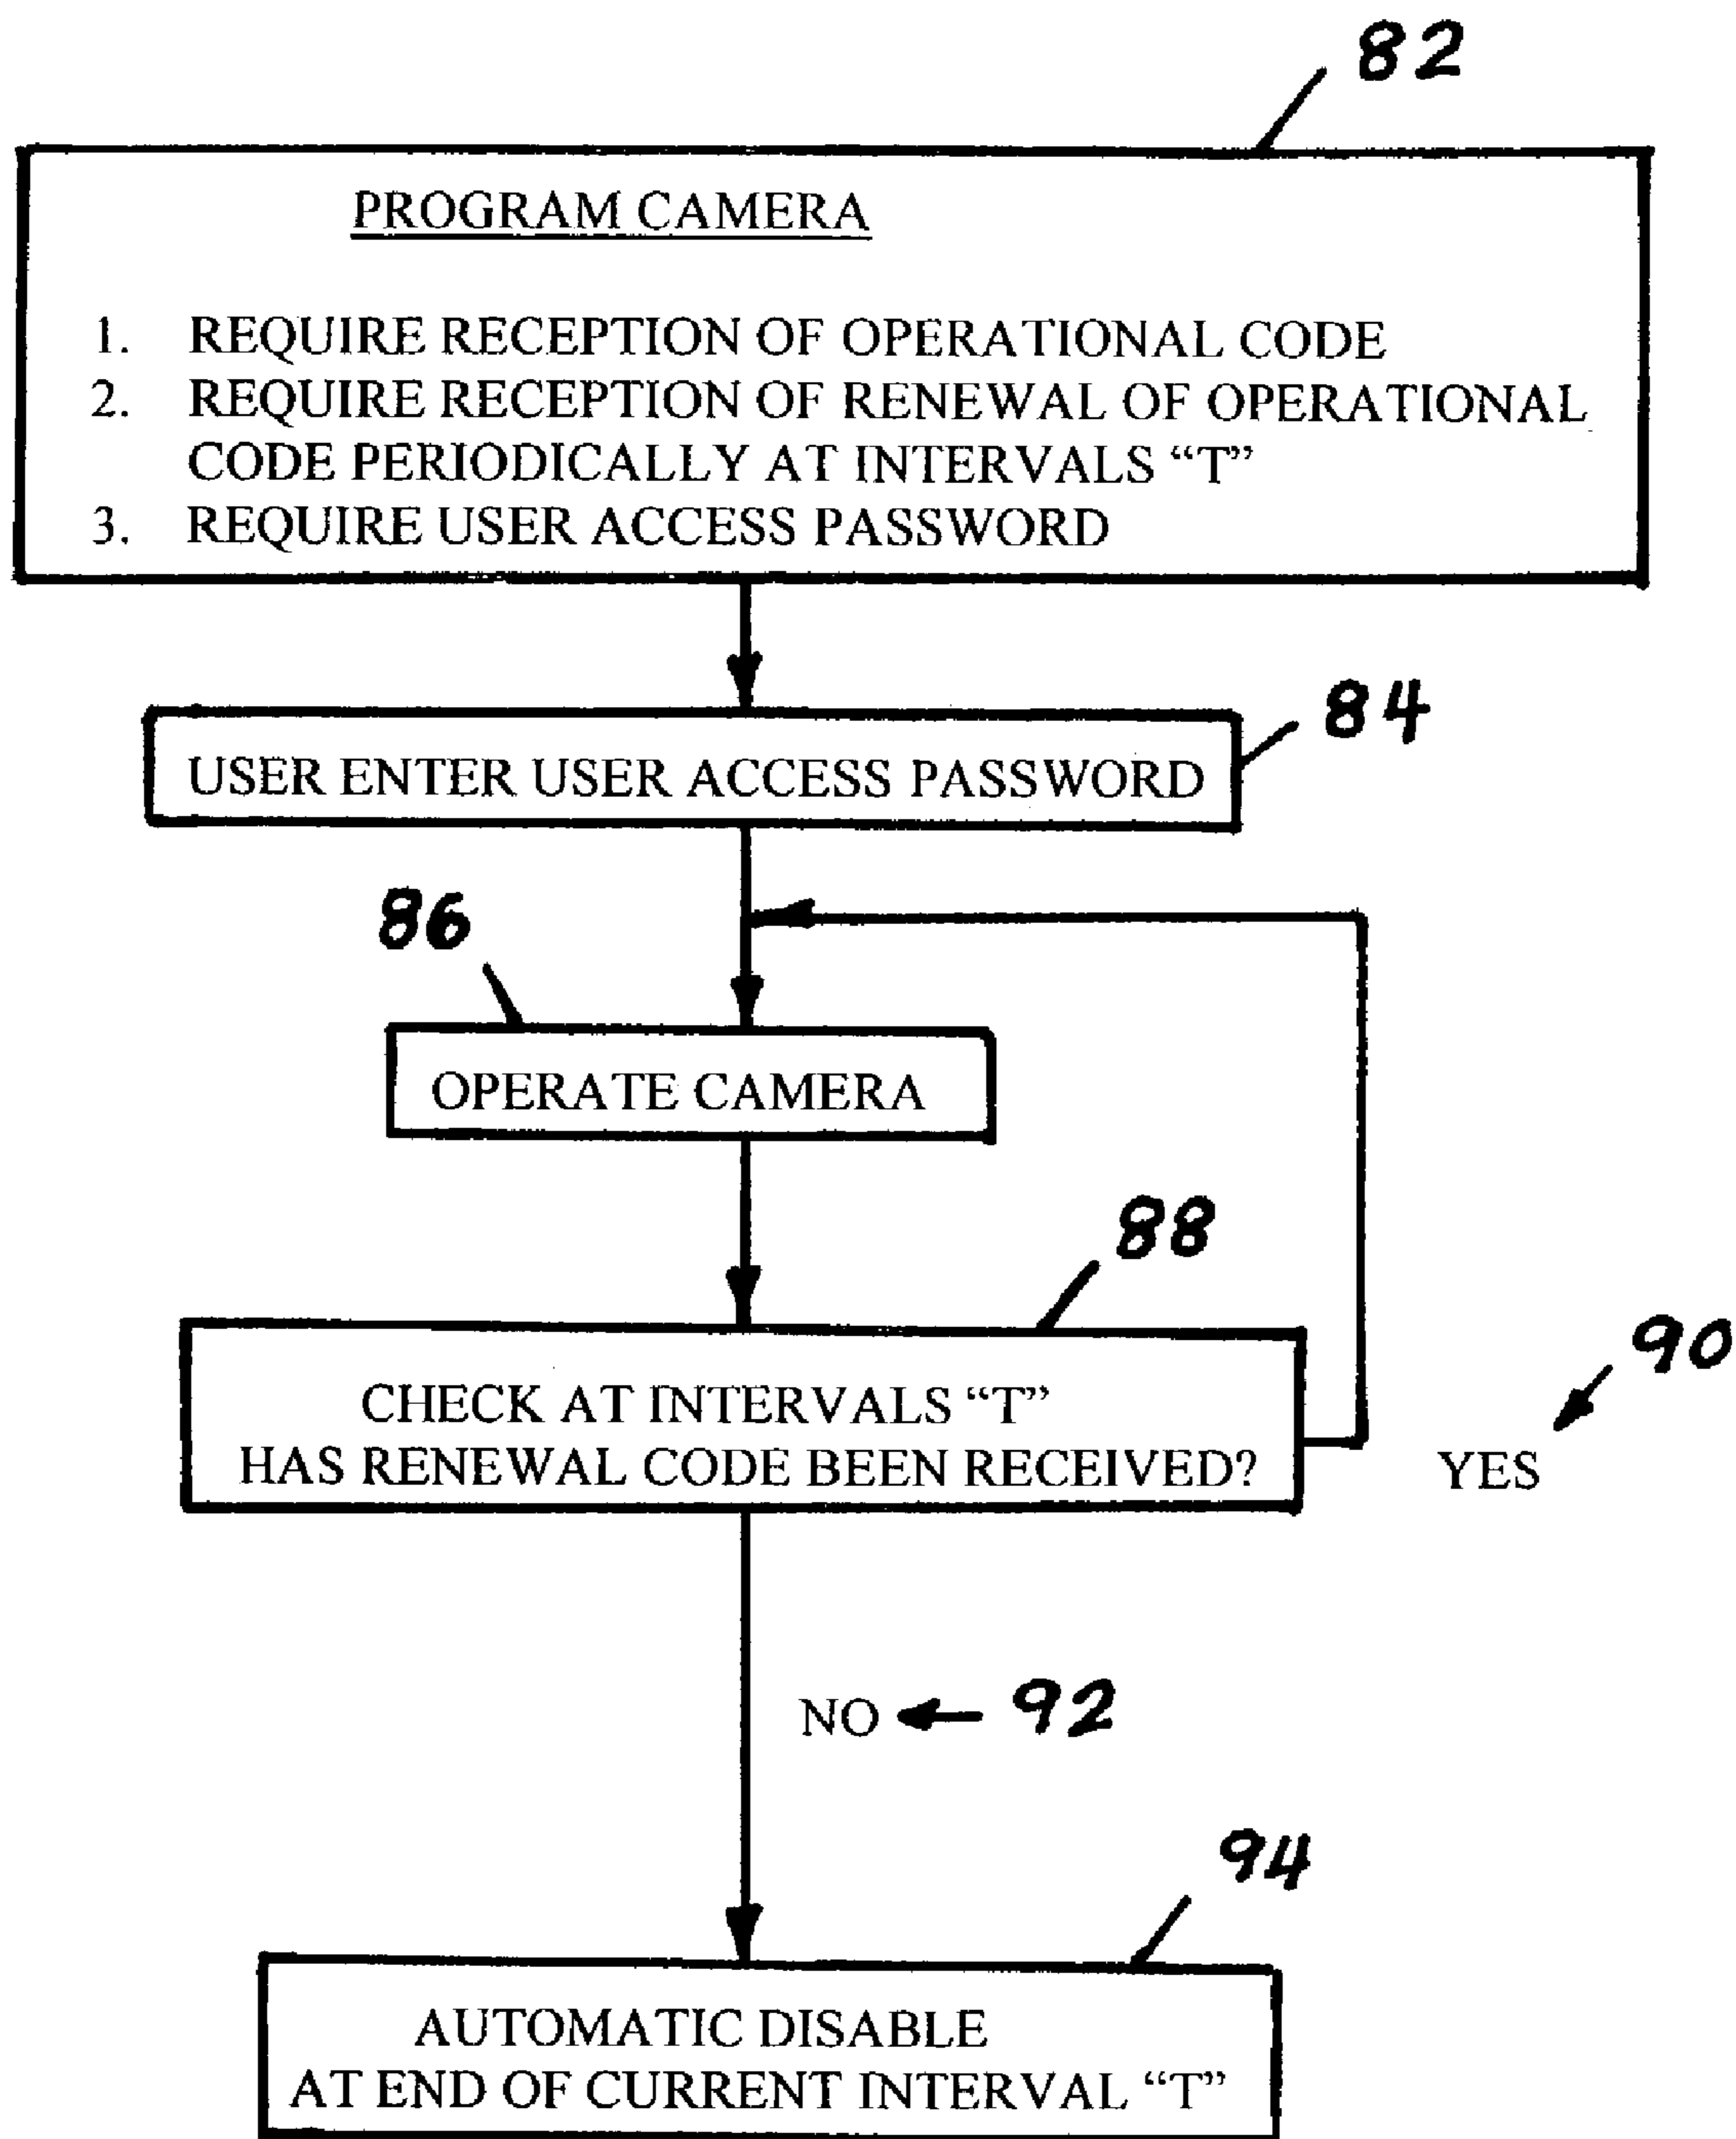 82
PROGRAM CAMERA
1. REQUIRE RECEPTION OF OPERATIONAL CODE
2. REQUIRE RECEPTION OF RENEWAL OF OPERATIONAL
CODE PERIODICALLY AT INTERVALS “T”
3. REQUIRE USER ACCESS PASSWORD
84
USER ENTER USER ACCESS PASSWORD
86
OPERATE CAMERA
88
90
CHECK AT INTERVALS “T”
HAS RENEWAL CODE BEEN RECEIVED?
YES
NO
92
94
AUTOMATIC DISABLE
AT END OF CURRENT INTERVAL “T”